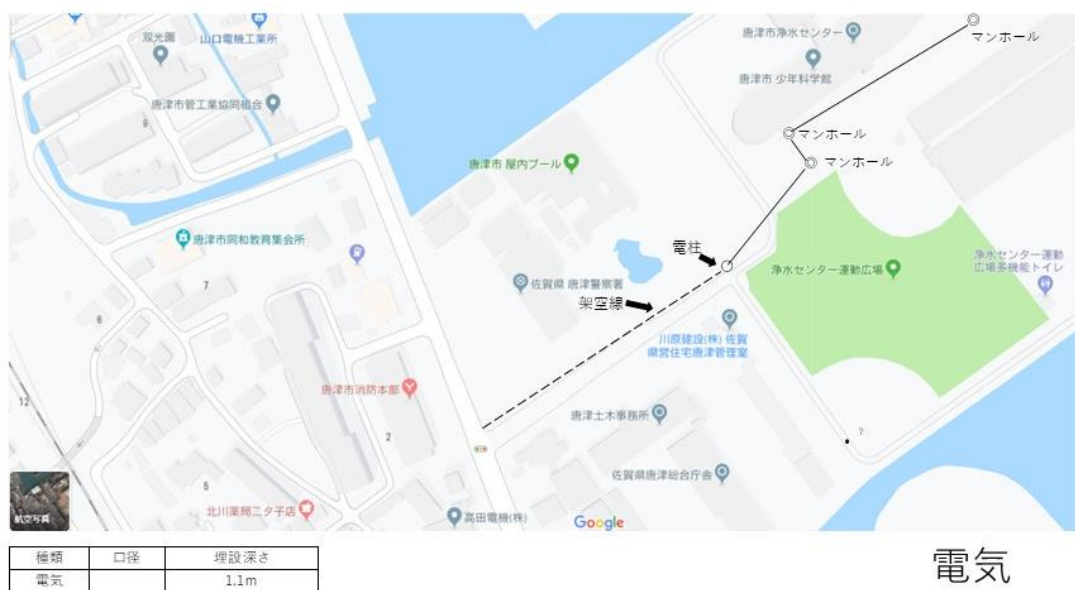 双光園
山口電機工業所
唐津市管工業協同組合
9
唐津市浄水センター
唐津市 少年科学館
マンホール
マンホール
マンホール
唐津市 屋内プール
唐津市同和教育集会所
7
6
電柱
佐賀県 唐津警察署
架空線
浄水センター運動広場
浄水センター運動
広場多機能トイレ
川原建設(株) 佐賀
県営住宅唐津管理室
唐津市消防本部
12
2
唐津土木事務所
?
佐賀県唐津総合庁舎
5
北川薬局二タ子店
高田電機(株)
航空写真
Google
種類 口径 埋設深さ
電気 1.1m
電気